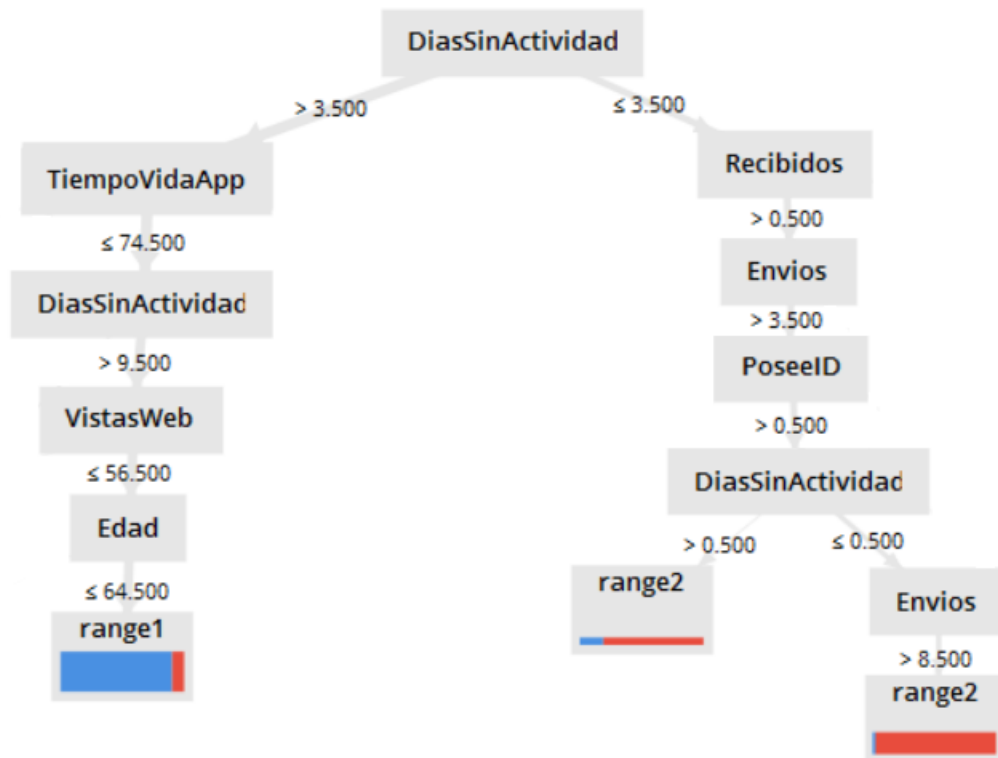 DiasSinActividad
> 3.500
≤ 3.500
TiempoVidaApp
Recibidos
≤ 74.500
> 0.500
DiasSinActividad
Envios
> 9.500
> 3.500
VistasWeb
PoseeID
≤ 56.500
> 0.500
Edad
DiasSinActividad
≤ 64.500
> 0.500
≤ 0.500
range1
range2
Envios
> 8.500
range2